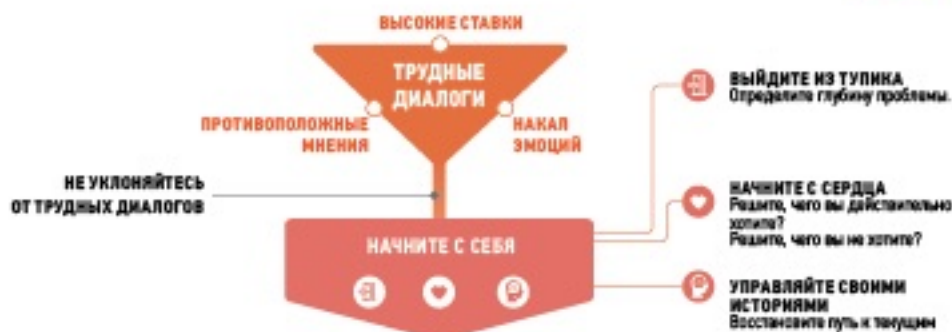 ВЫСОКИЕ СТАВКИ
ТРУДНЫЕ
ДИАЛОГИ
ПРОТИВОПОЛОЖНЫЕ
МНЕНИЯ
НАКАЛ
ЭМОЦИЙ
НЕ УКЛОНЯЙТЕСЬ
ОТ ТРУДНЫХ ДИАЛОГОВ
НАЧНИТЕ С СЕБЯ
ВЫЙДИТЕ ИЗ ТУПИКА
Определите глубину проблемы.
НАЧНИТЕ С СЕРДЦА
Решите, чего вы действительно
хотите?
Решите, чего вы не хотите?
УПРАВЛЯЙТЕ СВОИМИ
ИСТОРИЯМИ
Восстановите путь к текущим